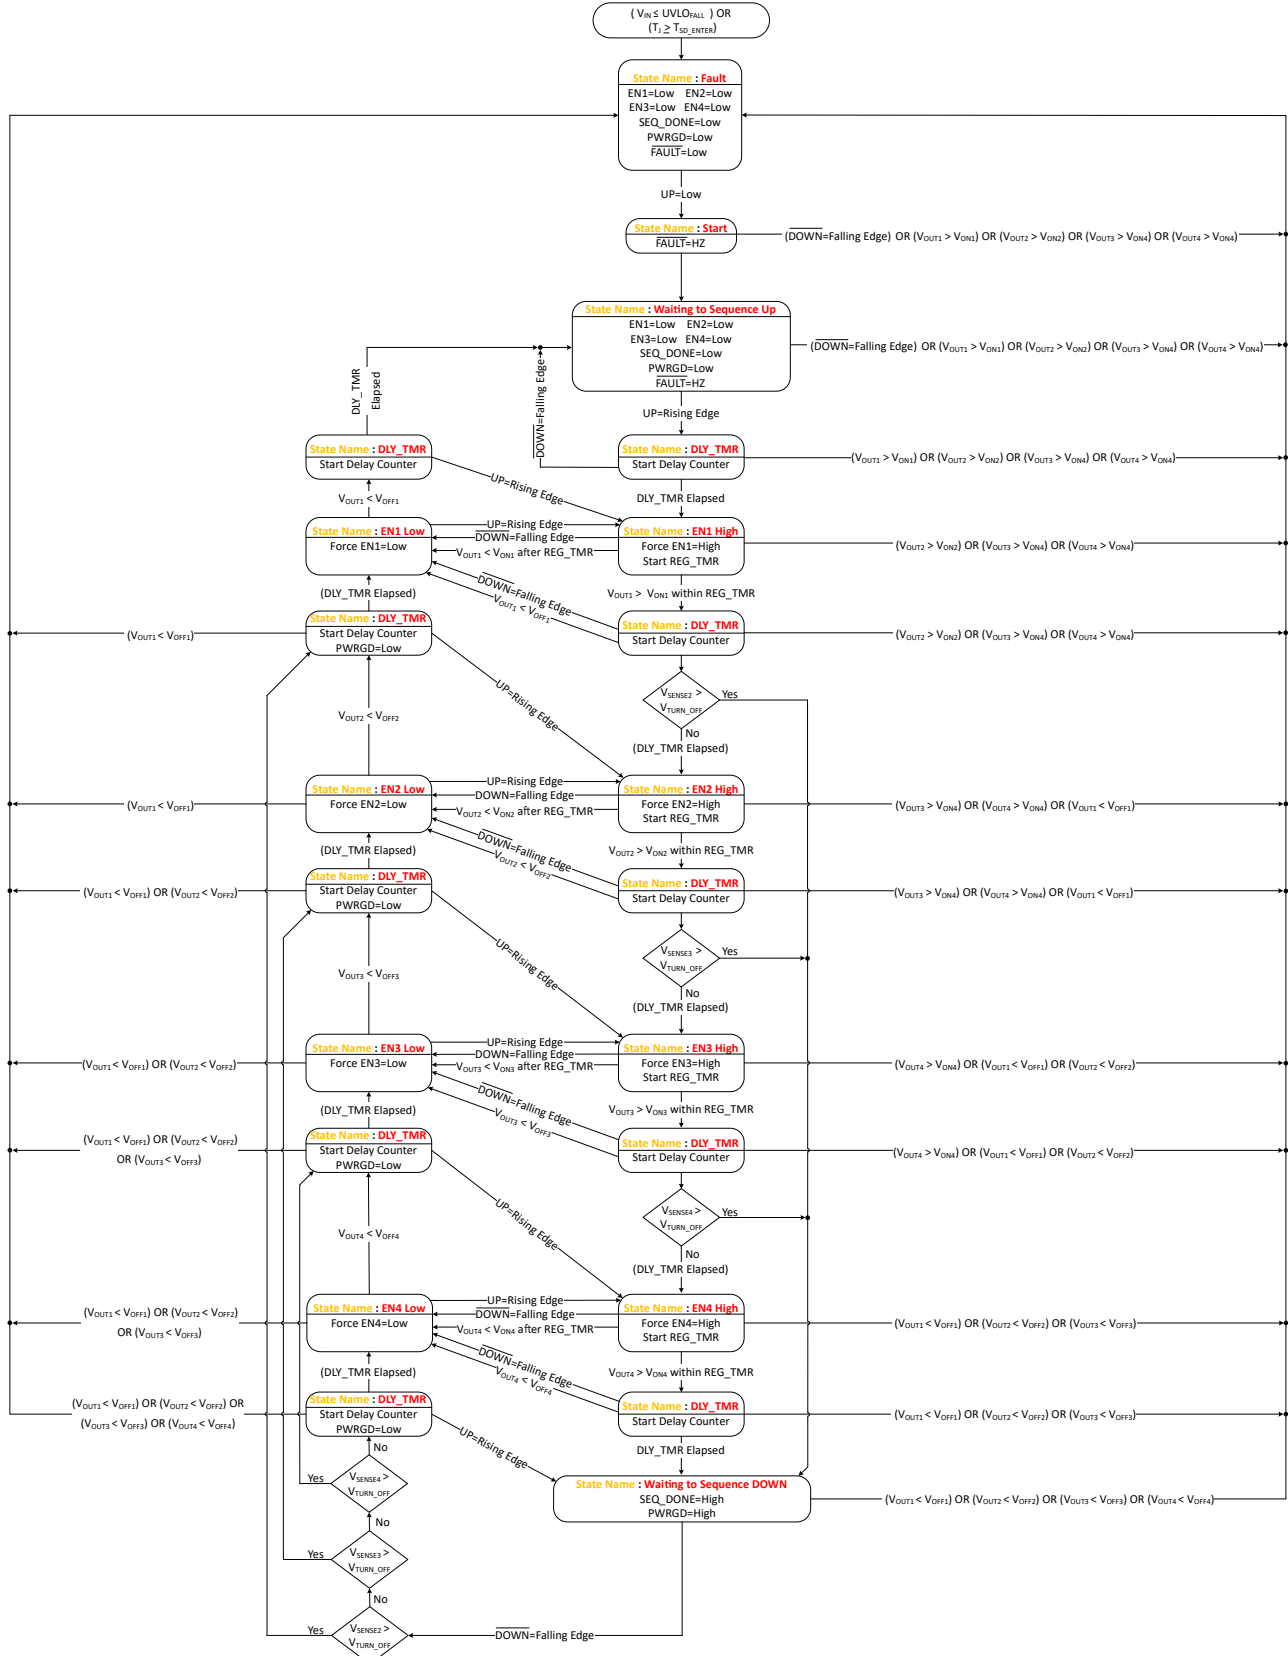 ( VIN ≤ UVLOFALL ) OR
(TJ ≥ TSD_ENTER)
State Name : Fault
EN1=Low EN2=Low
EN3=Low EN4=Low
SEQ_DONE=Low
PWRGD=Low
FAULT=Low
UP=Low
State Name : Start
FAULT=HZ
(DOWN=Falling Edge) OR (VOUT1 > VON1) OR (VOUT2 > VON2) OR (VOUT3 > VON4) OR (VOUT4 > VON4)
State Name : Waiting to Sequence Up
EN1=Low EN2=Low
EN3=Low EN4=Low
SEQ_DONE=Low
PWRGD=Low
FAULT=HZ
(DOWN=Falling Edge) OR (VOUT1 > VON1) OR (VOUT2 > VON2) OR (VOUT3 > VON4) OR (VOUT4 > VON4)
DLY_TMR
Elapsed
DOWN=Falling Edge
UP=Rising Edge
State Name : DLY_TMR
Start Delay Counter
State Name : DLY_TMR
Start Delay Counter
(VOUT1 > VON1) OR (VOUT2 > VON2) OR (VOUT3 > VON4) OR (VOUT4 > VON4)
UP=Rising Edge
VOUT1 < VOFF1
DLY_TMR Elapsed
State Name : EN1 Low
Force EN1=Low
UP=Rising Edge
DOWN=Falling Edge
VOUT1 < VON1 after REG_TMR
State Name : EN1 High
Force EN1=High
Start REG_TMR
(VOUT2 > VON2) OR (VOUT3 > VON4) OR (VOUT4 > VON4)
(DLY_TMR Elapsed)
DOWN=Falling Edge
VOUT1 < VOFF1
VOUT1 > VON1 within REG_TMR
(VOUT1 < VOFF1)
State Name : DLY_TMR
Start Delay Counter
PWRGD=Low
State Name : DLY_TMR
Start Delay Counter
(VOUT2 > VON2) OR (VOUT3 > VON4) OR (VOUT4 > VON4)
UP=Rising Edge
VSENSE2 >
VTURN_OFF
Yes
No
VOUT2 < VOFF2
(DLY_TMR Elapsed)
(VOUT1 < VOFF1)
State Name : EN2 Low
Force EN2=Low
UP=Rising Edge
DOWN=Falling Edge
VOUT2 < VON2 after REG_TMR
State Name : EN2 High
Force EN2=High
Start REG_TMR
(VOUT3 > VON4) OR (VOUT4 > VON4) OR (VOUT1 < VOFF1)
(DLY_TMR Elapsed)
DOWN=Falling Edge
VOUT2 < VOFF2
VOUT2 > VON2 within REG_TMR
(VOUT1 < VOFF1) OR (VOUT2 < VOFF2)
State Name : DLY_TMR
Start Delay Counter
PWRGD=Low
State Name : DLY_TMR
Start Delay Counter
(VOUT3 > VON4) OR (VOUT4 > VON4) OR (VOUT1 < VOFF1)
UP=Rising Edge
VSENSE3 >
VTURN_OFF
Yes
No
VOUT3 < VOFF3
(DLY_TMR Elapsed)
(VOUT1 < VOFF1) OR (VOUT2 < VOFF2)
State Name : EN3 Low
Force EN3=Low
UP=Rising Edge
DOWN=Falling Edge
VOUT3 < VON3 after REG_TMR
State Name : EN3 High
Force EN3=High
Start REG_TMR
(VOUT4 > VON4) OR (VOUT1 < VOFF1) OR (VOUT2 < VOFF2)
(DLY_TMR Elapsed)
DOWN=Falling Edge
VOUT3 < VOFF3
VOUT3 > VON3 within REG_TMR
(VOUT1 < VOFF1) OR (VOUT2 < VOFF2)
OR (VOUT3 < VOFF3)
State Name : DLY_TMR
Start Delay Counter
PWRGD=Low
State Name : DLY_TMR
Start Delay Counter
(VOUT4 > VON4) OR (VOUT1 < VOFF1) OR (VOUT2 < VOFF2)
UP=Rising Edge
VSENSE4 >
VTURN_OFF
Yes
No
VOUT4 < VOFF4
(DLY_TMR Elapsed)
(VOUT1 < VOFF1) OR (VOUT2 < VOFF2)
OR (VOUT3 < VOFF3)
State Name : EN4 Low
Force EN4=Low
UP=Rising Edge
DOWN=Falling Edge
VOUT4 < VON4 after REG_TMR
State Name : EN4 High
Force EN4=High
Start REG_TMR
(VOUT1 < VOFF1) OR (VOUT2 < VOFF2) OR (VOUT3 < VOFF3)
(DLY_TMR Elapsed)
DOWN=Falling Edge
VOUT4 < VOFF4
VOUT4 > VON4 within REG_TMR
(VOUT1 < VOFF1) OR (VOUT2 < VOFF2) OR
(VOUT3 < VOFF3) OR (VOUT4 < VOFF4)
State Name : DLY_TMR
Start Delay Counter
PWRGD=Low
State Name : DLY_TMR
Start Delay Counter
(VOUT1 < VOFF1) OR (VOUT2 < VOFF2) OR (VOUT3 < VOFF3)
UP=Rising Edge
DLY_TMR Elapsed
No
Yes
VSENSE4 >
VTURN_OFF
State Name : Waiting to Sequence DOWN
SEQ_DONE=High
PWRGD=High
(VOUT1 < VOFF1) OR (VOUT2 < VOFF2) OR (VOUT3 < VOFF3) OR (VOUT4 < VOFF4)
No
Yes
VSENSE3 >
VTURN_OFF
No
Yes
VSENSE2 >
VTURN_OFF
DOWN=Falling Edge